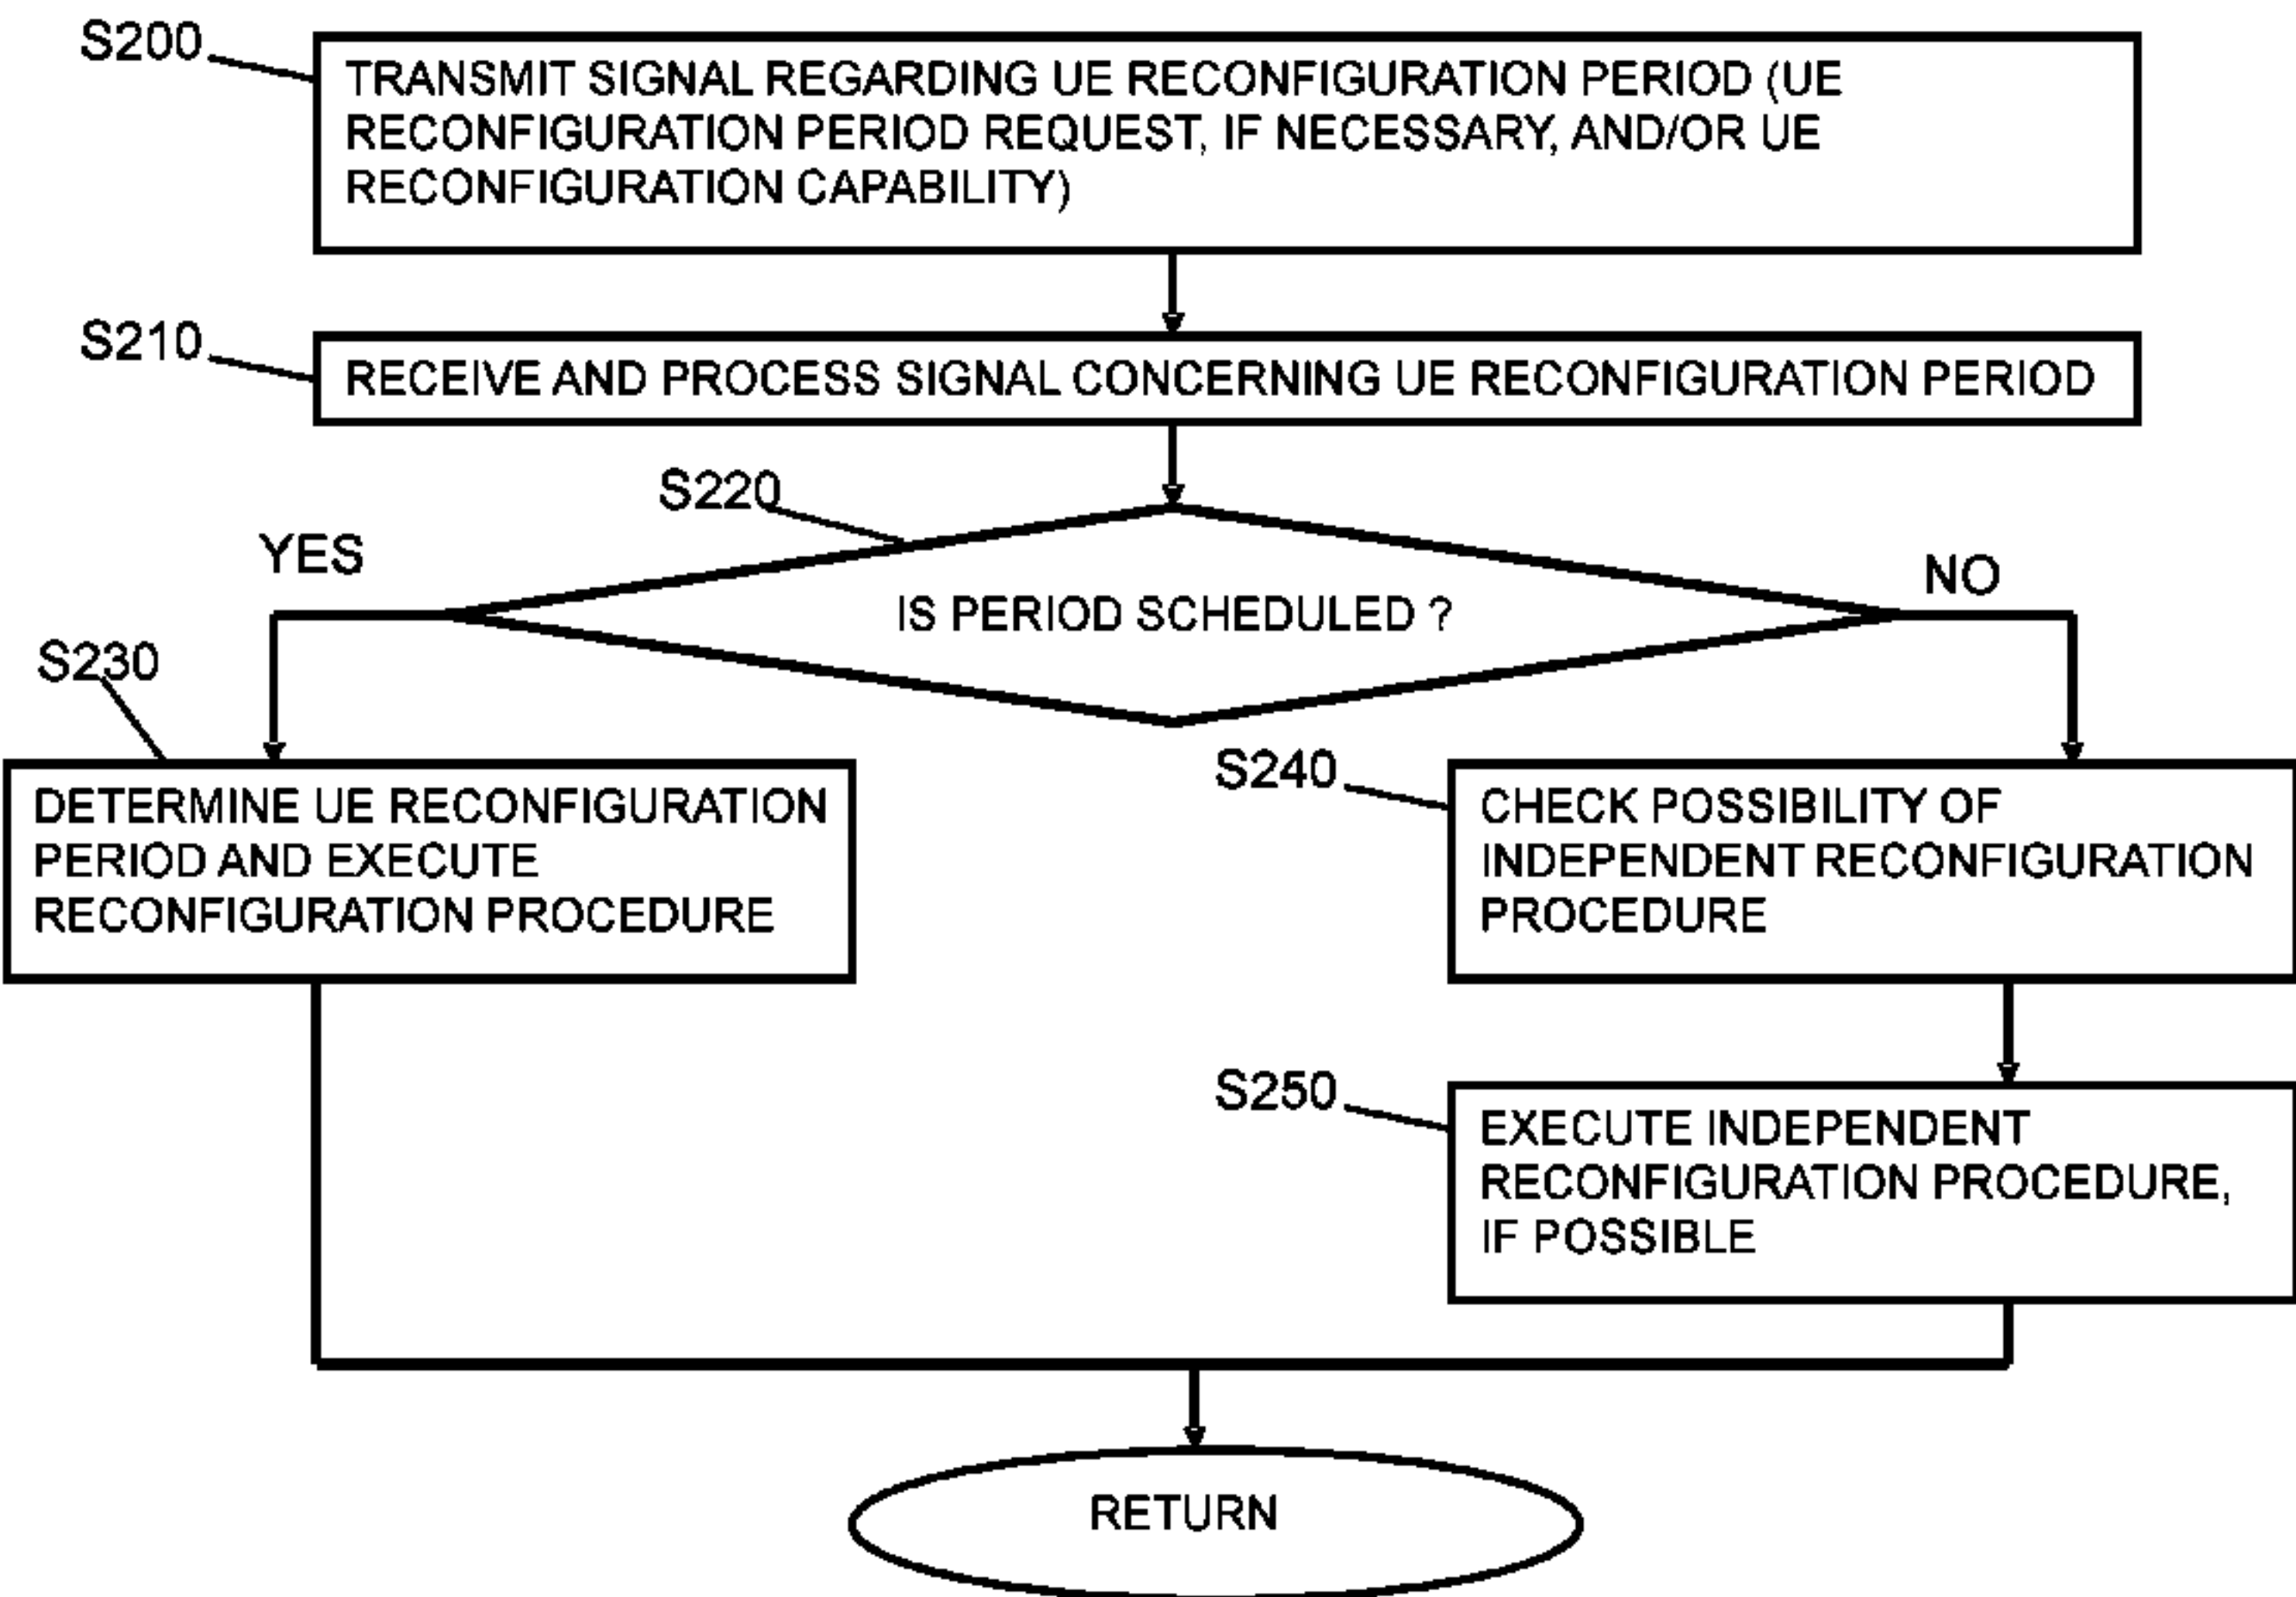 S200
TRANSMIT SIGNAL REGARDING UE RECONFIGURATION PERIOD (UE
RECONFIGURATION PERIOD REQUEST, IF NECESSARY, AND/OR UE
RECONFIGURATION CAPABILITY)
S210
RECEIVE AND PROCESS SIGNAL CONCERNING UE RECONFIGURATION PERIOD
S220
YES
NO
IS PERIOD SCHEDULED ?
S230
DETERMINE UE RECONFIGURATION
PERIOD AND EXECUTE
RECONFIGURATION PROCEDURE
S240
CHECK POSSIBILITY OF
INDEPENDENT RECONFIGURATION
PROCEDURE
S250
EXECUTE INDEPENDENT
RECONFIGURATION PROCEDURE,
IF POSSIBLE
RETURN